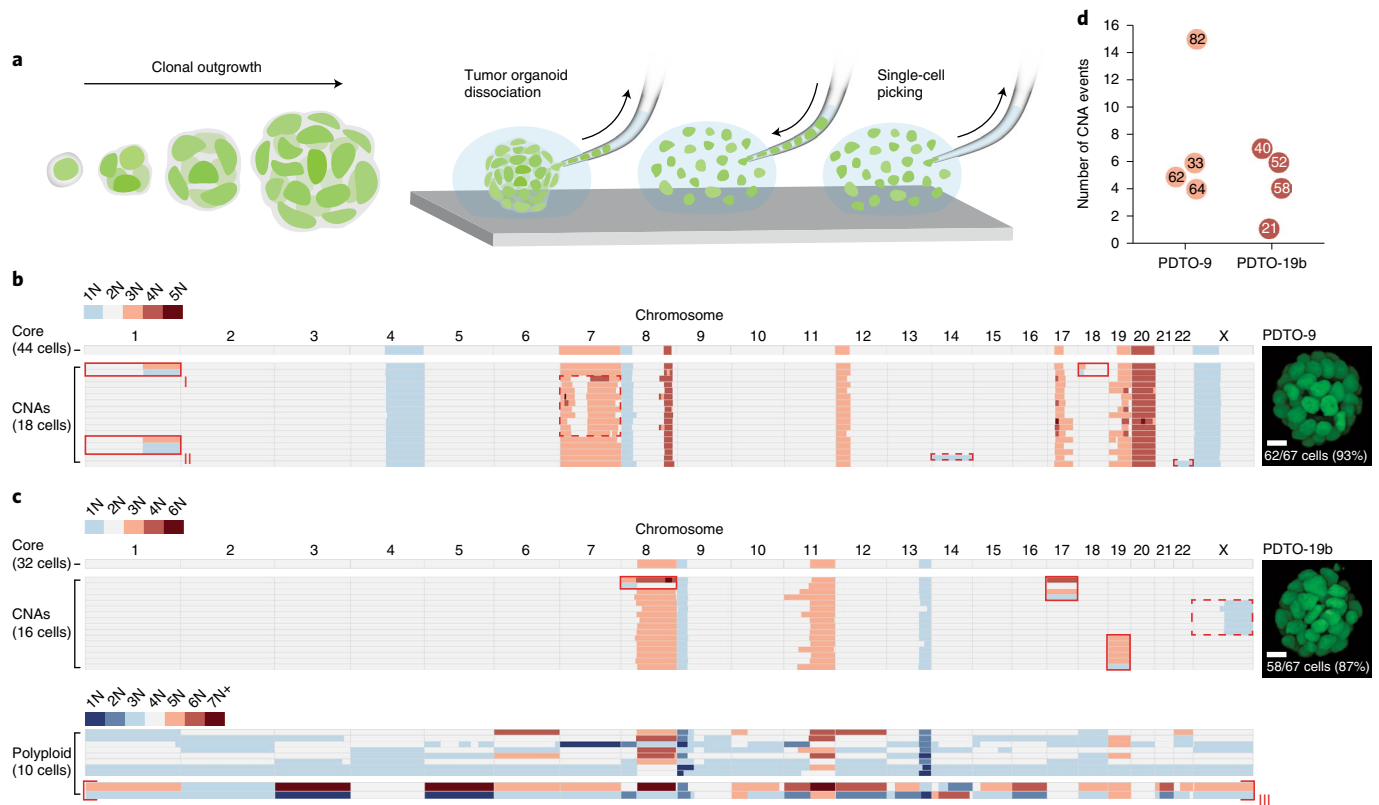 a
Clonal outgrowth
Tumor organoid
dissociation
Single-cell
picking
d
Number of CNA events
16
14
12
10
8
6
4
2
0
82
33
62
64
40
52
58
21
PDTO-9 PDTO-19b
b
1N 2N 3N 4N 5N
Chromosome
Core
(44 cells)
1 2 3 4 5 6 7 8 9 10 11 12 13 14 15 16 17 18 19 20 21 22 X
PDTO-9
CNAs
(18 cells)
I
II
62/67 cells (93%)
c
1N 2N 3N 4N 6N
Chromosome
Core
(32 cells)
1 2 3 4 5 6 7 8 9 10 11 12 13 14 15 16 17 18 19 20 21 22 X
PDTO-19b
CNAs
(16 cells)
58/67 cells (87%)
1N 2N 3N 4N 5N 6N 7N+
Polyploid
(10 cells)
III